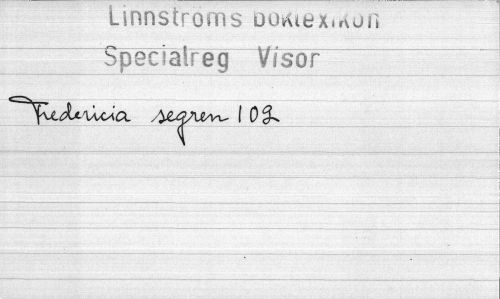 Linnströms boklexikon
Specialreg Visor
Fredericia segren 102